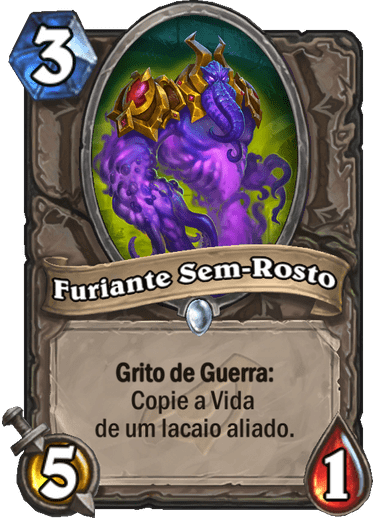 3
Furiante Sem-Rosto
Grito de Guerra:
Copie a Vida
de um lacaio aliado.
5
1